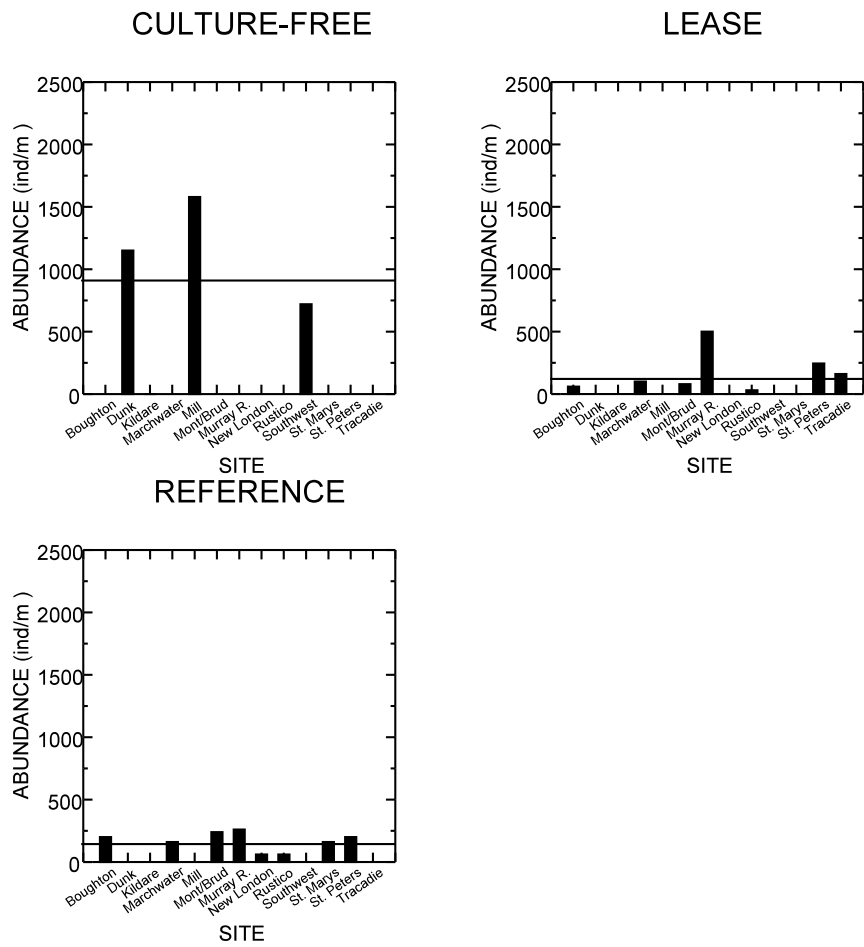 CULTURE-FREE
ABUNDANCE (ind/m )
2500
2000
1500
1000
500
0
Boughton
Dunk
Kildare
Marchwater
Mill
Mont/Brud
Murray R.
New London
Rustico
Southwest
St. Marys
St. Peters
Tracadie
SITE
LEASE
ABUNDANCE (ind/m )
2500
2000
1500
1000
500
0
Boughton
Dunk
Kildare
Marchwater
Mill
Mont/Brud
Murray R.
New London
Rustico
Southwest
St. Marys
St. Peters
Tracadie
SITE
REFERENCE
ABUNDANCE (ind/m )
2500
2000
1500
1000
500
0
Boughton
Dunk
Kildare
Marchwater
Mill
Mont/Brud
Murray R.
New London
Rustico
Southwest
St. Marys
St. Peters
Tracadie
SITE